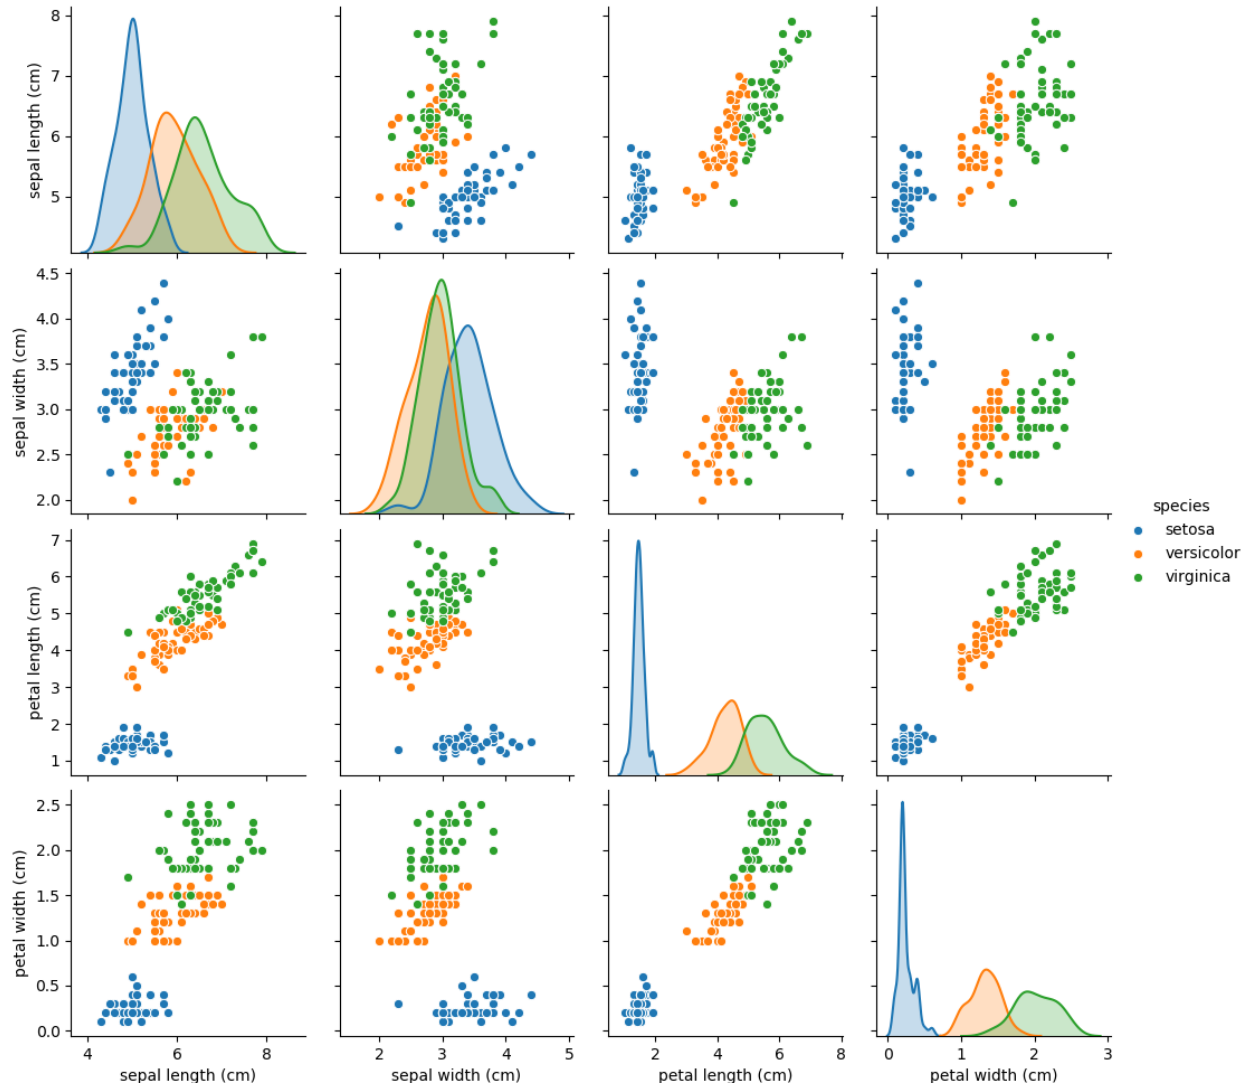 8
7
6
5
sepal length (cm)
4.5
4.0
3.5
3.0
2.5
2.0
sepal width (cm)
species
setosa
versicolor
virginica
7
6
5
4
3
2
1
petal length (cm)
2.5
2.0
1.5
1.0
0.5
0.0
petal width (cm)
4 6 8
sepal length (cm)
2 3 4 5
sepal width (cm)
2 4 6 8
petal length (cm)
0 1 2 3
petal width (cm)